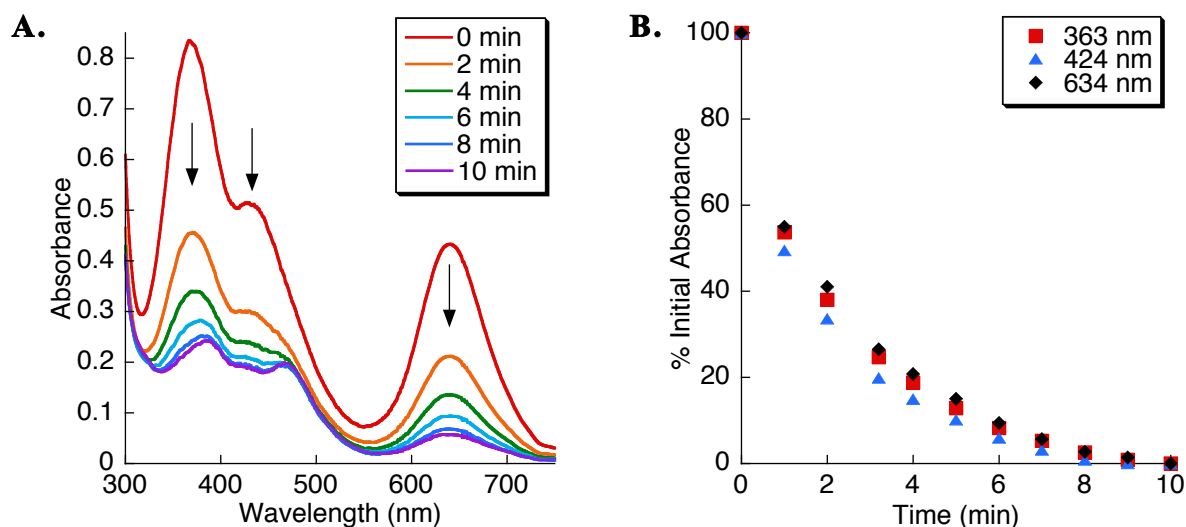 A.
Absorbance
0.8
0.7
0.6
0.5
0.4
0.3
0.2
0.1
0
300 400 500 600 700
Wavelength (nm)
0 min
2 min
4 min
6 min
8 min
10 min
B.
% Initial Absorbance
100
80
60
40
20
0
0 2 4 6 8 10
Time (min)
363 nm
424 nm
634 nm